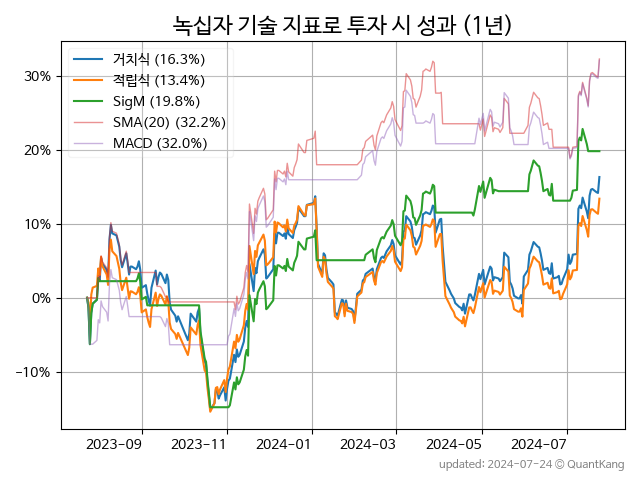 녹십자 기술 지표로 투자 시 성과 (1년)
거치식 (16.3%)
적립식 (13.4%)
SigM (19.8%)
SMA(20) (32.2%)
MACD (32.0%)
30%
20%
10%
0%
−10%
2023-09 2023-11 2024-01 2024-03 2024-05 2024-07
updated: 2024-07-24 © QuantKang